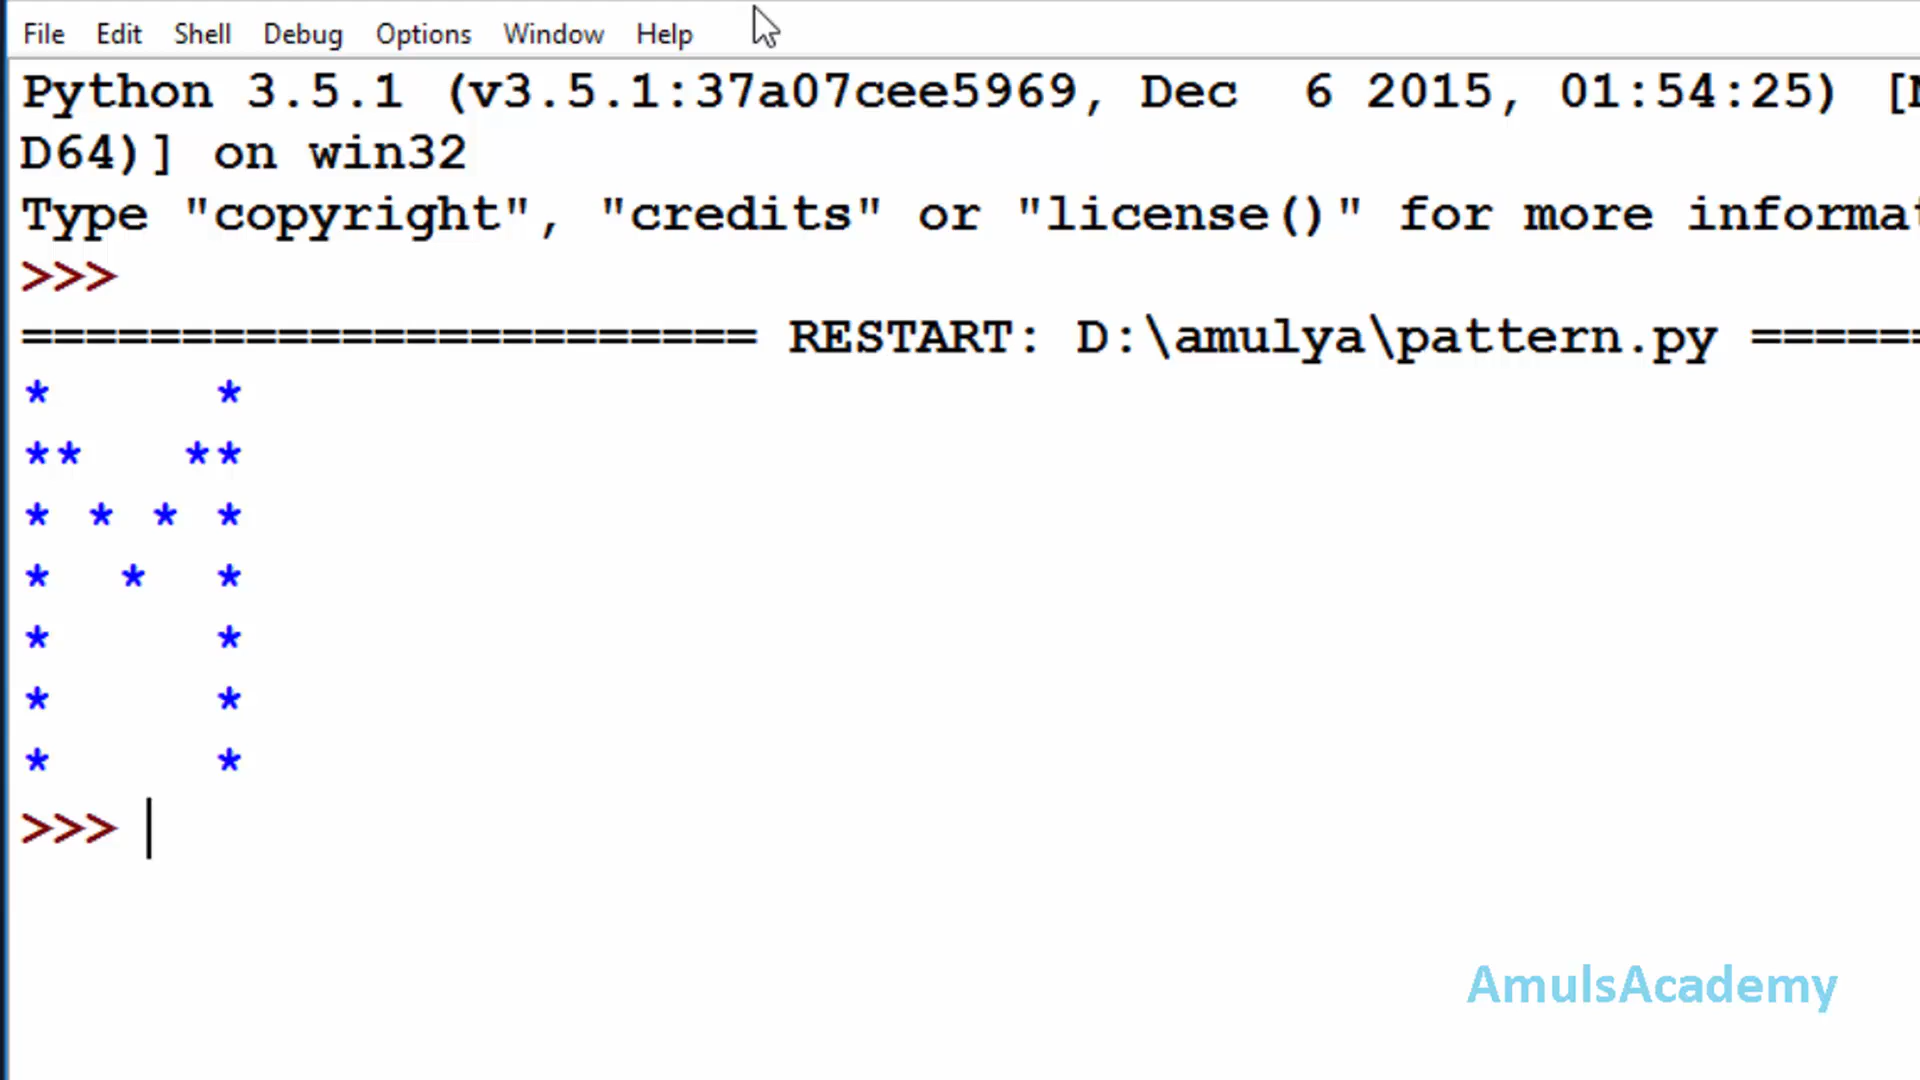 File Edit Shell Debug Options Window Help
Python 3.5.1 (v3.5.1:37a07cee5969, Dec  6 2015, 01:54:25) [
D64)] on win32
Type "copyright", "credits" or "license()" for more informa
>>>
======================= RESTART: D:\amulya\pattern.py =====
*     *
**   **
* * * *
*  *  *
*     *
*     *
*     *
>>>
AmulsAcademy